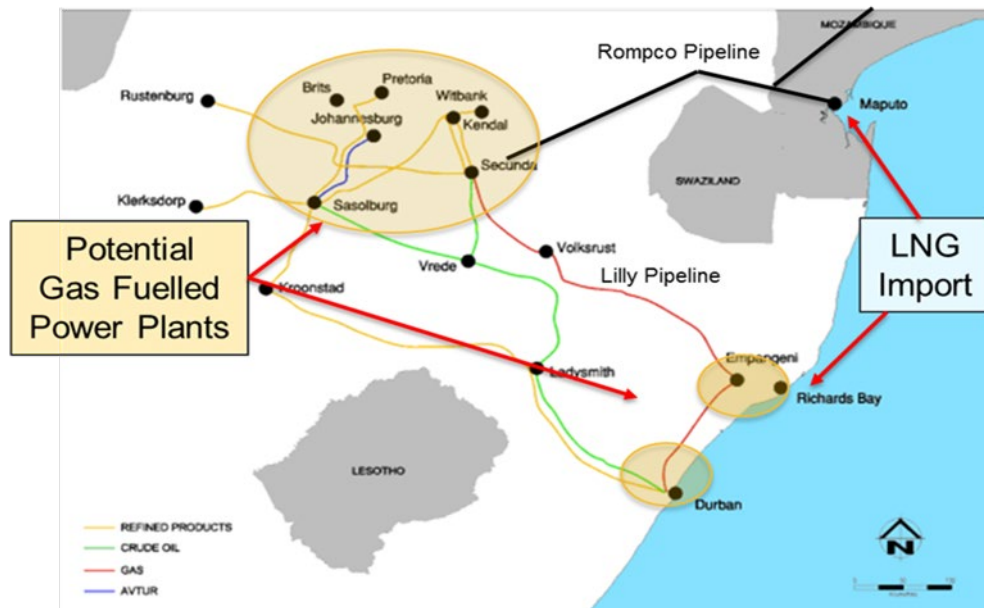 MOZAMBIQUE
Rompco Pipeline
Pretoria
Brits
Witbank
Rustenburg
Maputo
Johannesburg
Kendal
Secunda
SWAZILAND
Klerksdorp
Sasolburg
Potential
Gas Fuelled
Power Plants
Volksrust
Vrede
Lilly Pipeline
LNG
Import
Kroonstad
Empangeni
Ladysmith
Richards Bay
LESOTHO
Durban
REFINED PRODUCTS
CRUDE OIL
GAS
AVTUR
N